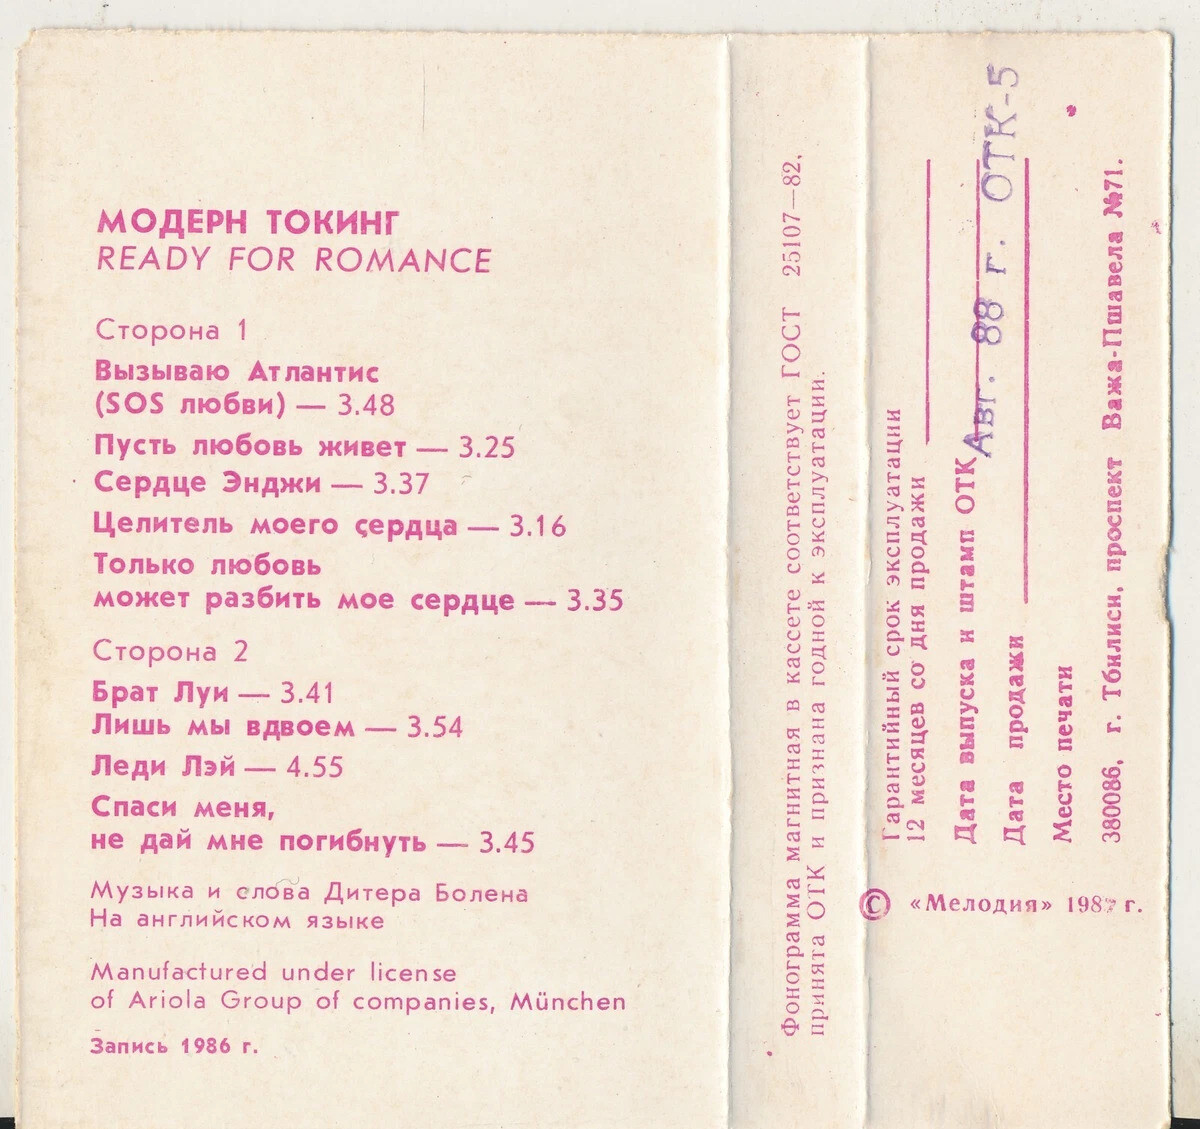 МОДЕРН ТОКИНГ
READY FOR ROMANCE
Сторона 1
Вызываю Атлантис
(SOS любви) — 3.48
Пусть любовь живет — 3.25
Сердце Энджи — 3.37
Целитель моего сердца — 3.16
Только любовь
может разбить мое сердце — 3.35
Сторона 2
Брат Луи — 3.41
Лишь мы вдвоем — 3.54
Леди Лэй — 4.55
Спаси меня,
не дай мне погибнуть — 3.45
Музыка и слова Дитера Болена
На английском языке
Manufactured under license
of Ariola Group of companies, München
Запись 1986 г.
Фонограмма магнитная в кассете соответствует ГОСТ 25107—82,
принята ОТК и признана годной к эксплуатации.
Гарантийный срок эксплуатации
12 месяцев со дня продажи
Дата выпуска и штамп ОТК Авг. 88 г. ОТК-5
Дата продажи
Место печати
380086, г. Тбилиси, проспект Важа-Пшавела №71.
© «Мелодия» 1987 г.